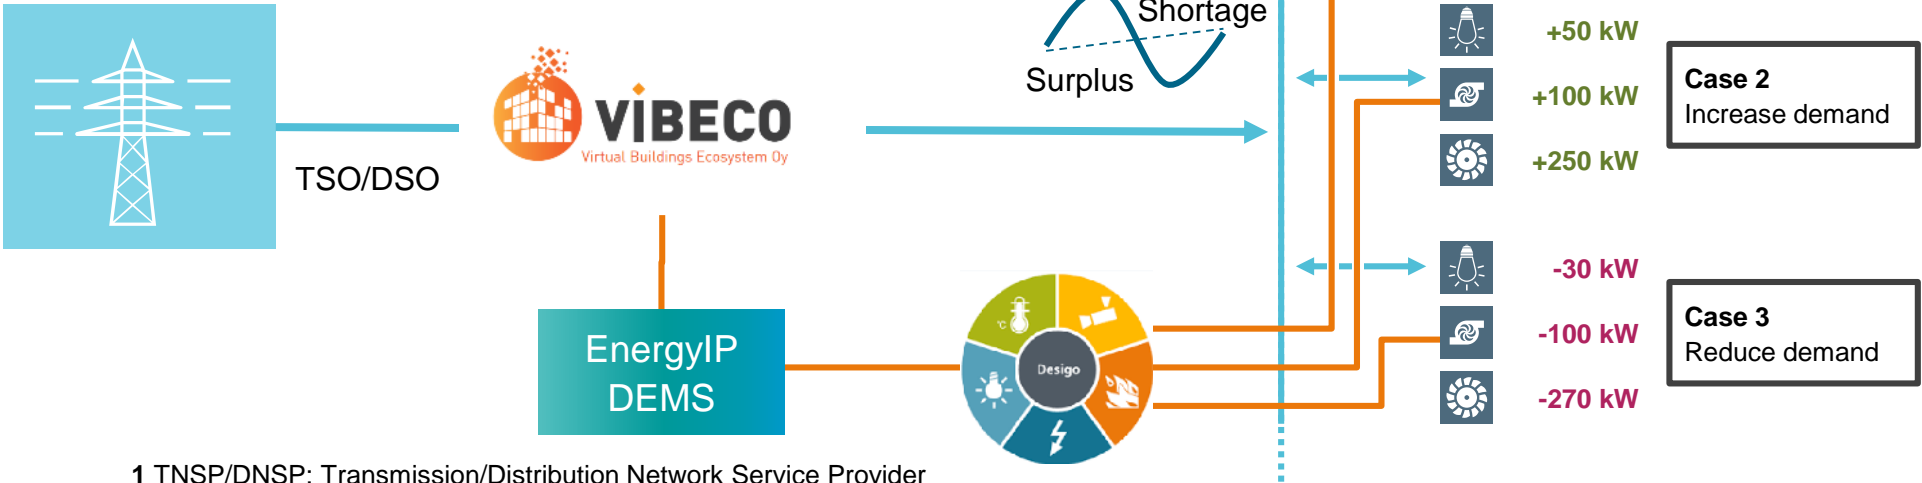 Shortage
Surplus
TSO/DSO
VIBECO
Virtual Buildings Ecosystem Oy
EnergyIP
DEMS
°C
Desigo
+50 kW
+100 kW
+250 kW
Case 2
Increase demand
-30 kW
-100 kW
-270 kW
Case 3
Reduce demand
1 TNSP/DNSP: Transmission/Distribution Network Service Provider